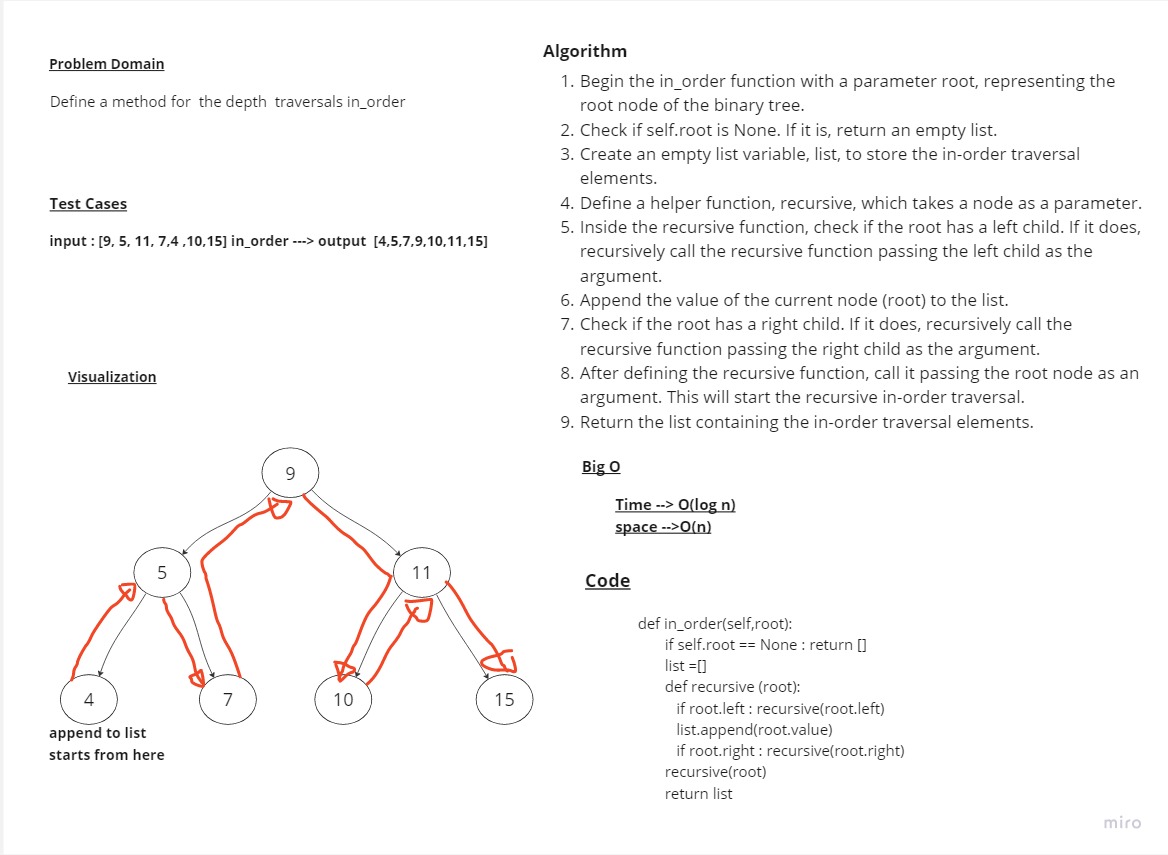 Problem Domain
Define a method for  the depth  traversals in_order
Test Cases
input : [9, 5, 11, 7,4 ,10,15] in_order ---> output  [4,5,7,9,10,11,15]
Visualization
9
5
11
4
7
10
15
append to list
starts from here
Algorithm
1. Begin the in_order function with a parameter root, representing the
root node of the binary tree.
2. Check if self.root is None. If it is, return an empty list.
3. Create an empty list variable, list, to store the in-order traversal
elements.
4. Define a helper function, recursive, which takes a node as a parameter.
5. Inside the recursive function, check if the root has a left child. If it does,
recursively call the recursive function passing the left child as the
argument.
6. Append the value of the current node (root) to the list.
7. Check if the root has a right child. If it does, recursively call the
recursive function passing the right child as the argument.
8. After defining the recursive function, call it passing the root node as an
argument. This will start the recursive in-order traversal.
9. Return the list containing the in-order traversal elements.
Big O
Time --> O(log n)
space -->O(n)
Code
def in_order(self,root):
if self.root == None : return []
list =[]
def recursive (root):
if root.left : recursive(root.left)
list.append(root.value)
if root.right : recursive(root.right)
recursive(root)
return list
miro